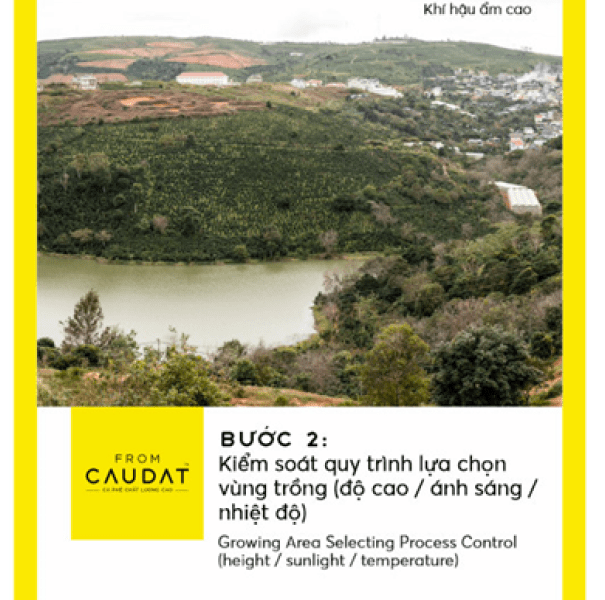 Khí hậu ẩm cao
FROM
CAUDAT™
CÀ PHÊ CHẤT LƯỢNG CAO
BƯỚC 2:
Kiểm soát quy trình lựa chọn
vùng trồng (độ cao / ánh sáng /
nhiệt độ)
Growing Area Selecting Process Control
(height / sunlight / temperature)